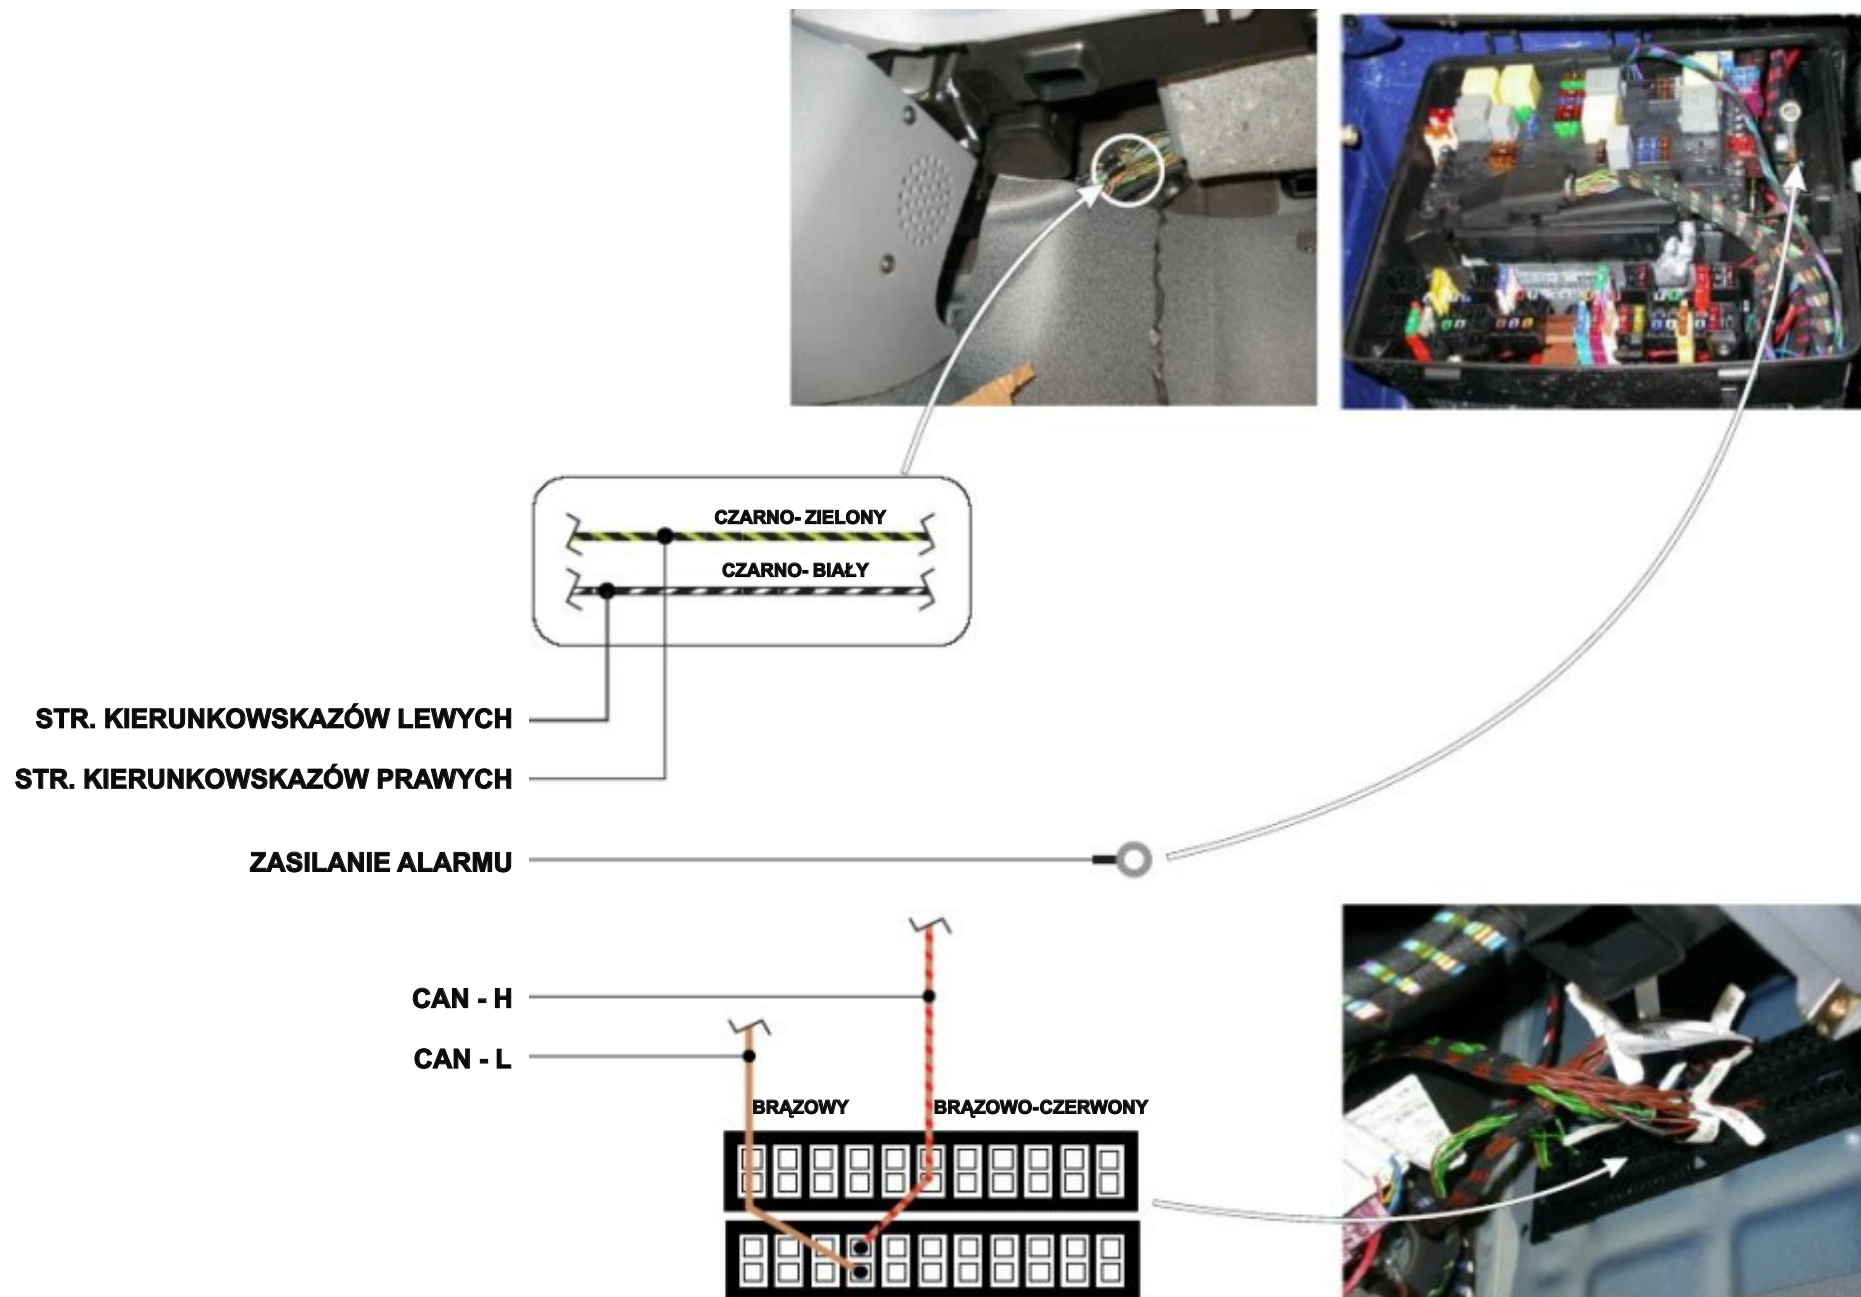 CZARNO- ZIELONY
CZARNO- BIAŁY
STR. KIERUNKOWSKAZÓW LEWYCH
STR. KIERUNKOWSKAZÓW PRAWYCH
ZASILANIE ALARMU
CAN - H
CAN - L
BRĄZOWY
BRĄZOWO-CZERWONY